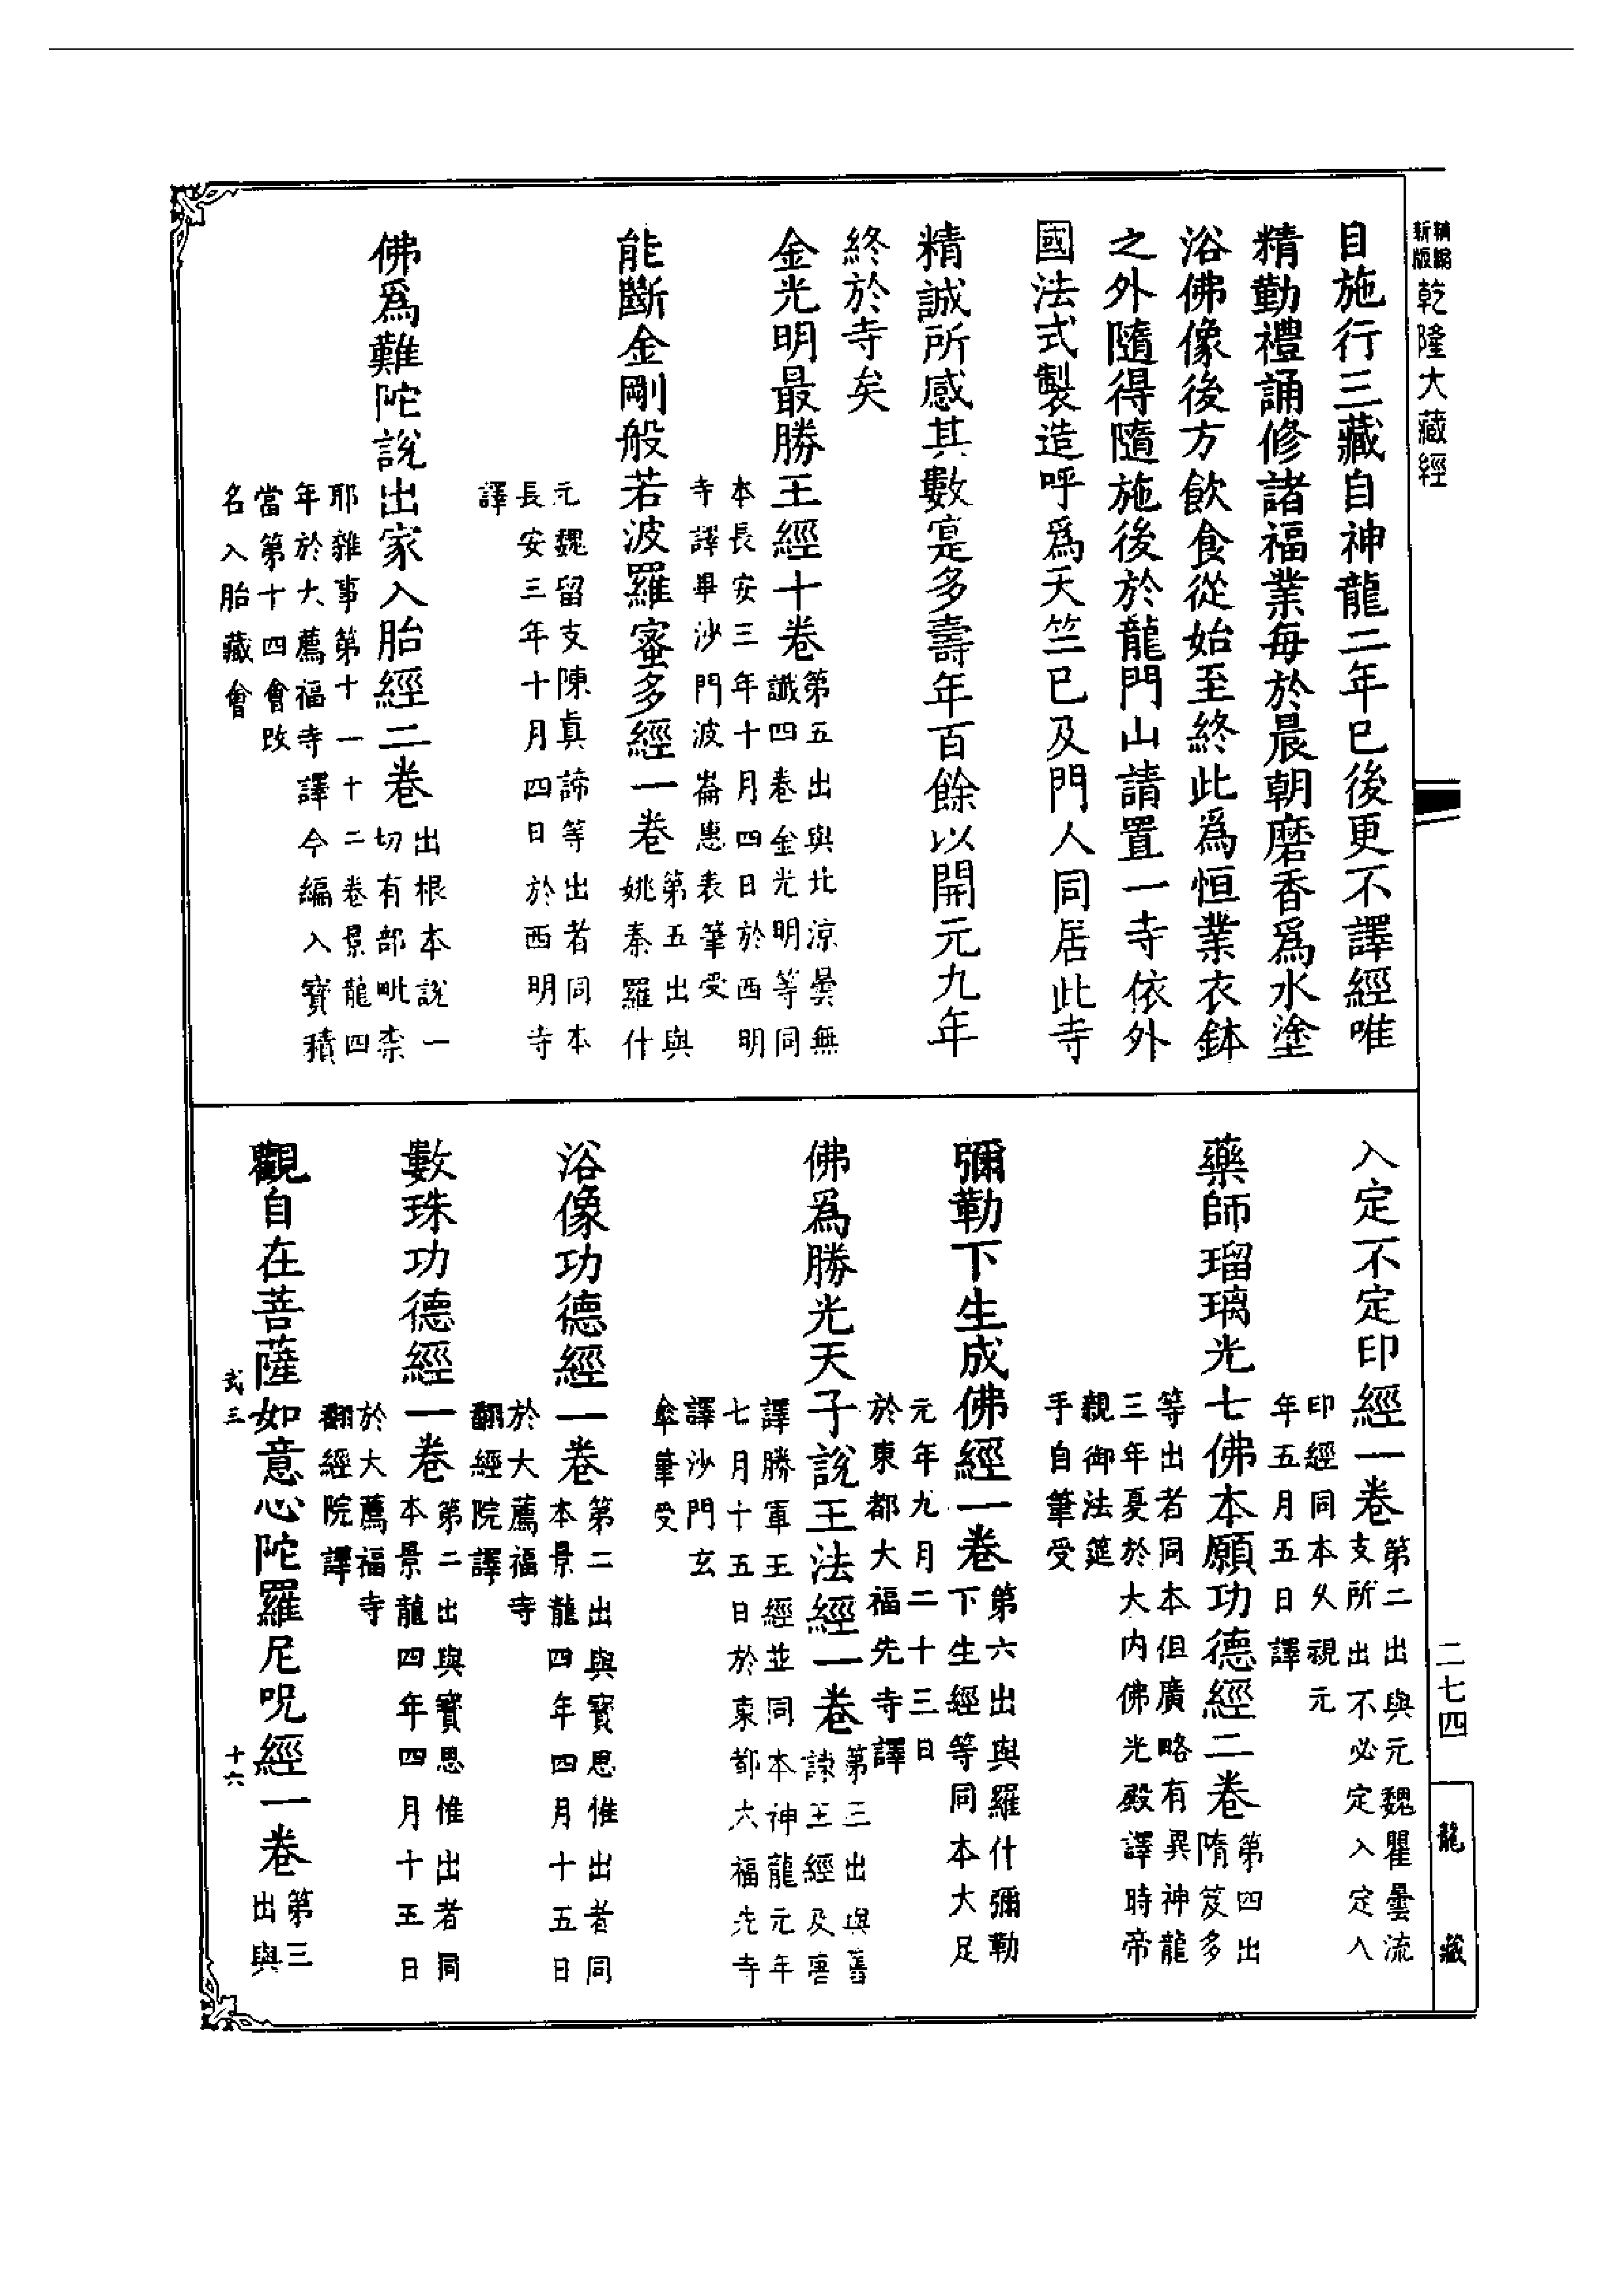 新編
新版
乾隆大藏經
目施行三藏自神龍二年已後更不譯經唯
精勤禮誦修諸福業每於晨朝磨香爲水塗
浴佛像後方飲食從始至終此爲恒業衣鉢
之外隨得隨施後於龍門山請置一寺依外
國法式製造呼爲天竺已及門人同居此寺
精誠所感其數寔多壽年百餘以開元九年
終於寺矣
金光明最勝王經十卷
第五出與北涼曇無
讖四卷金光明等同
本長安三年十月四日於西明
寺譯畢沙門波崙惠表筆受
能斷金剛般若波羅蜜多經一卷
第五出與
姚秦羅什
元魏留支陳眞諦等出者同本
長安三年十月四日於西明寺
譯
佛爲難陀說出家入胎經二卷
出根本說一
切有部毗柰
耶雜事第十一十二卷景龍四
年於大薦福寺譯今編入寶積
當第十四會改
名入胎藏會
入定不定印經一卷
第二出與元魏瞿曇流
支所出不必定入定入
印經同本久視元
年五月五日譯
藥師瑠璃光七佛本願功德經二卷
第四出
隋笈多
等出者同本但廣略有異神龍
三年夏於大內佛光殿譯時帝
親御法筵
手自筆受
彌勒下生成佛經一卷
第六出與羅什彌勒
下生經等同本大足
元年九月二十三日
於東都大福先寺譯
佛爲勝光天子說王法經一卷
第三出與舊
諫王經及唐
譯勝軍王經並同本神龍元年
七月十五日於東都大福先寺
譯沙門玄
傘筆受
浴像功德經一卷
第二出與寶思惟出者同
本景龍四年四月十五日
於大薦福寺
翻經院譯
數珠功德經一卷
第二出與寶思惟出者同
本景龍四年四月十五日
於大薦福寺
翻經院譯
觀自在菩薩如意心陀羅尼呪經一卷
第三
出與
式三
十六
二七四
龍藏